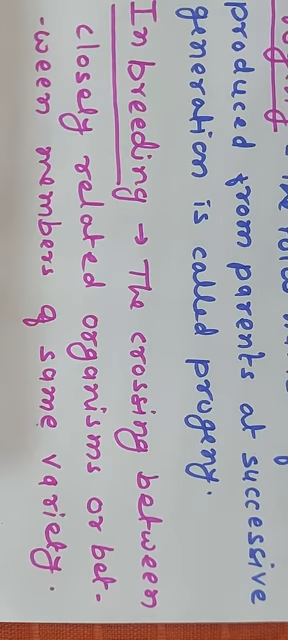 produced from parents at successive
generation is called progeny.
Inbreeding → The crossing between
closely related organisms or bet-
-ween members of same variety.